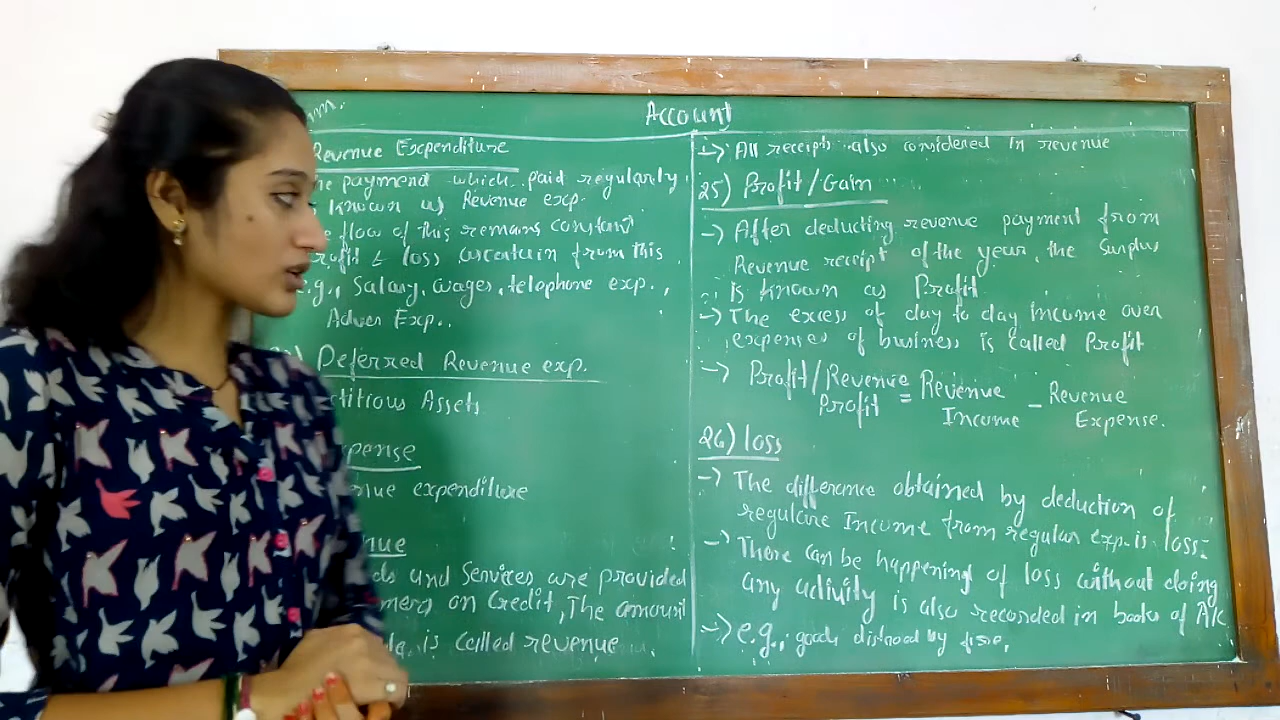 Account
Revenue Expenditure
payment which paid regularly,
known as Revenue exp.
flow of this remains constant
loss ascertain from this
e.g., Salary, wages, telephone exp.,
Adver Exp..
Deferred Revenue exp.
Assets
expenditure
and Services are provided
on Credit, The amount
is called revenue
-> All receipts also considered in revenue
25) Profit/Gain
-> After deducting revenue payment from
Revenue receipt of the year, the Surplus
is known as Profit
-> The excess of day to day Income over
expenses of business is called Profit
-> Profit/Revenue Profit = Revenue Income - Revenue Expense.
26) loss
-> The difference obtained by deduction of
regulare Income from regular exp. is loss.
-> There can be happening of loss without doing
any activity is also recorded in books of A/c
-> e.g., goods by fire,